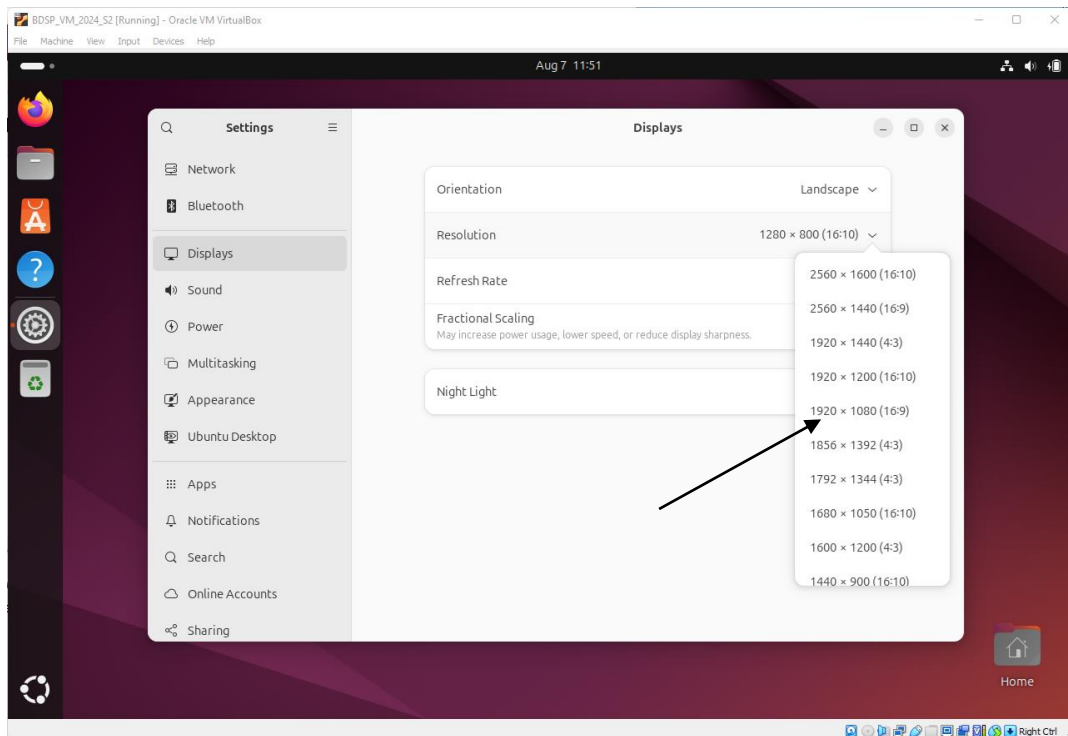 BDSP_VM_2024_S2 [Running] - Oracle VM VirtualBox
File Machine View Input Devices Help
Aug 7 11:51
Settings
Displays
Network
Bluetooth
Displays
Sound
Power
Multitasking
Appearance
Ubuntu Desktop
Apps
Notifications
Search
Online Accounts
Sharing
Orientation Landscape
Resolution 1280 × 800 (16:10)
Refresh Rate
Fractional Scaling
May increase power usage, lower speed, or reduce display sharpness.
Night Light
2560 × 1600 (16:10)
2560 × 1440 (16:9)
1920 × 1440 (4:3)
1920 × 1200 (16:10)
1920 × 1080 (16:9)
1856 × 1392 (4:3)
1792 × 1344 (4:3)
1680 × 1050 (16:10)
1600 × 1200 (4:3)
1440 × 900 (16:10)
Home
Right Ctrl